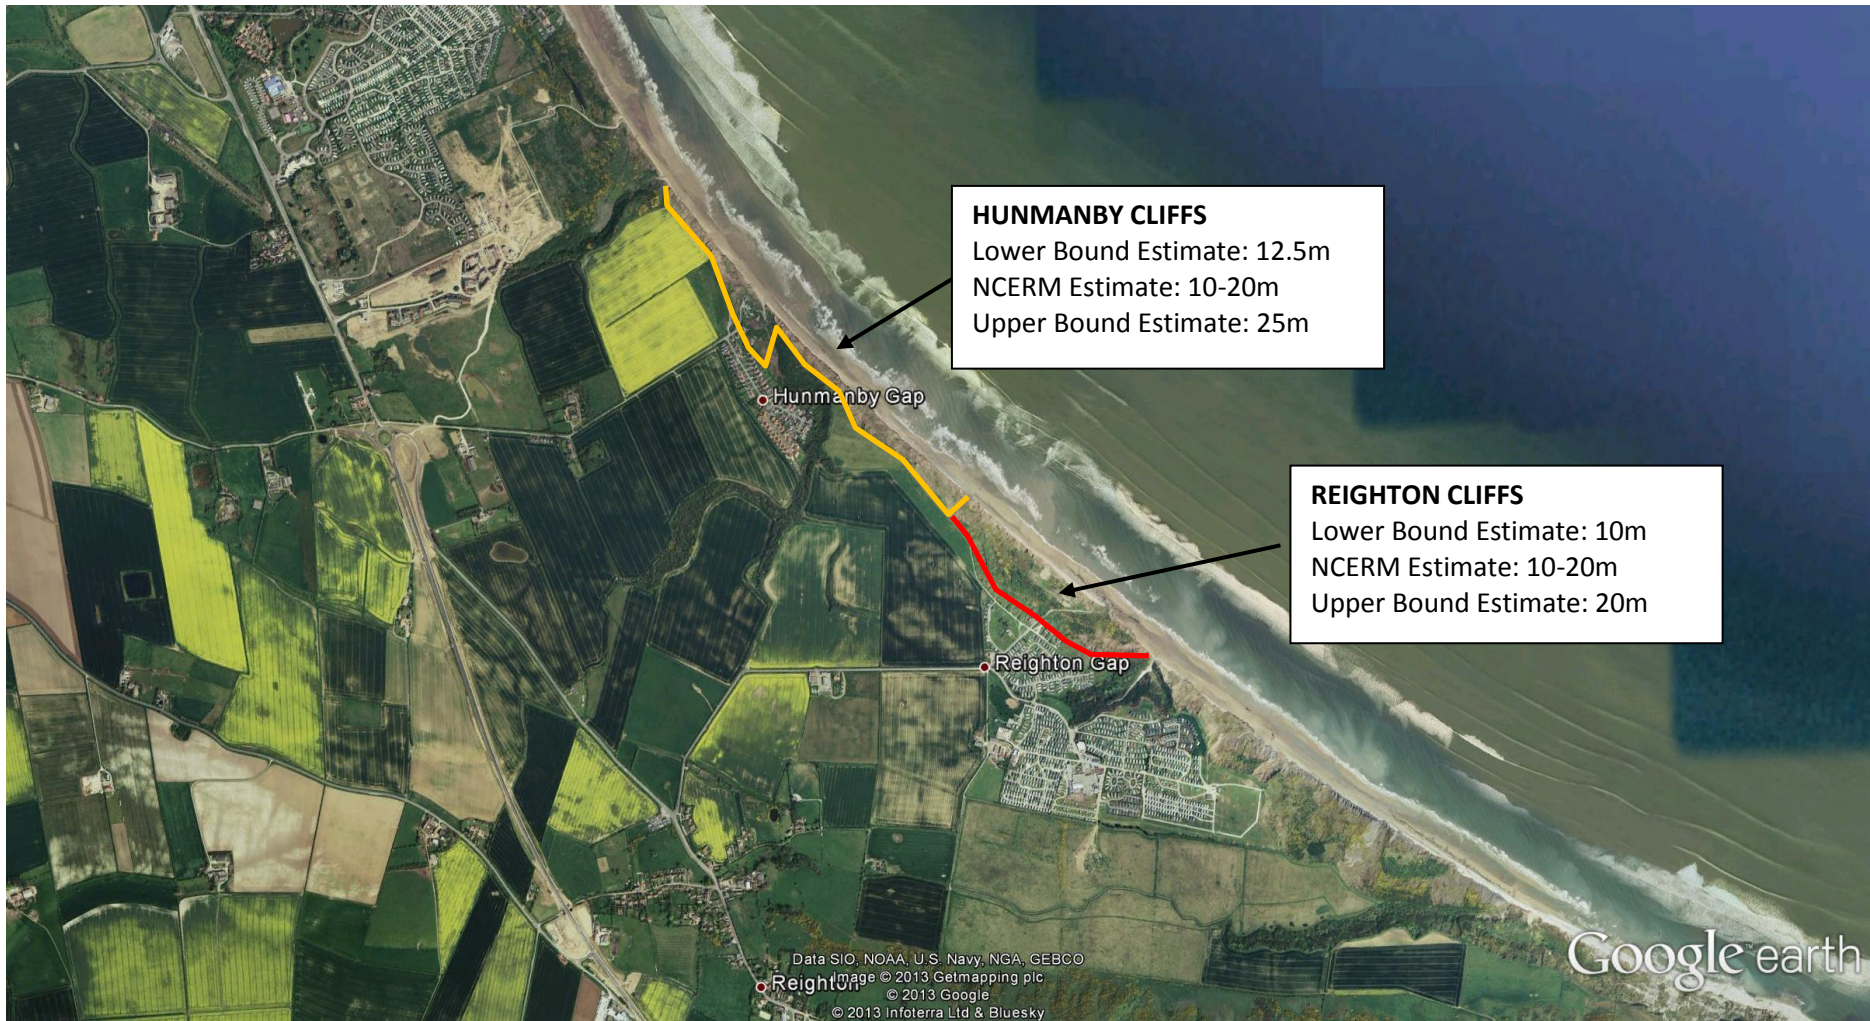 HUNMANBY CLIFFS
Lower Bound Estimate: 12.5m
NCERM Estimate: 10-20m
Upper Bound Estimate: 25m
Hunmanby Gap
REIGHTON CLIFFS
Lower Bound Estimate: 10m
NCERM Estimate: 10-20m
Upper Bound Estimate: 20m
Reighton Gap
Data SIO, NOAA, U.S. Navy, NGA, GEBCO
Image © 2013 Getmapping plc
Reighton
© 2013 Google
© 2013 Infoterra Ltd & Bluesky
Google earth